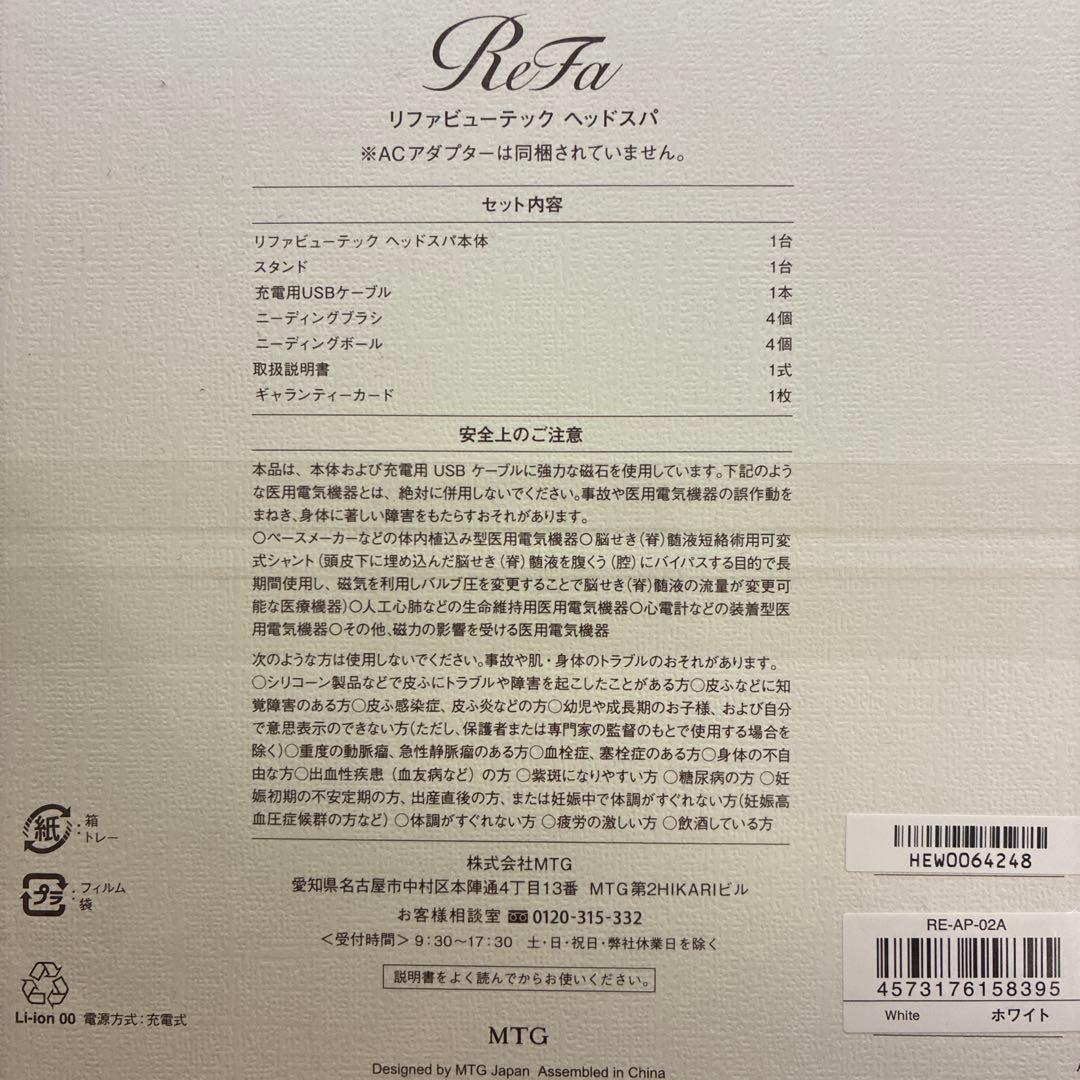 ReFa
リファビューテック ヘッドスパ
※ACアダプターは同梱されていません。
セット内容
リファビューテック ヘッドスパ本体 1台
スタンド 1台
充電用USBケーブル 1本
ニーディングブラシ 4個
ニーディングボール 4個
取扱説明書 1式
ギャランティーカード 1枚
安全上のご注意
本品は、本体および充電用 USB ケーブルに強力な磁石を使用しています。下記のよう
な医用電気機器とは、絶対に併用しないでください。事故や医用電気機器の誤作動を
まねき、身体に著しい障害をもたらすおそれがあります。
○ペースメーカーなどの体内植込み型医用電気機器○脳せき(脊)髄液短絡術用可変
式シャント(頭皮下に埋め込んだ脳せき(脊)髄液を腹くう(腔)にバイパスする目的で長
期間使用し、磁気を利用しバルブ圧を変更することで脳せき(脊)髄液の流量が変更可
能な医療機器)○人工心肺などの生命維持用医用電気機器○心電計などの装着型医
用電気機器○その他、磁力の影響を受ける医用電気機器
次のような方は使用しないでください。事故や肌・身体のトラブルのおそれがあります。
○シリコーン製品などで皮ふにトラブルや障害を起こしたことがある方○皮ふなどに知
覚障害のある方○皮ふ感染症、皮ふ炎などの方○幼児や成長期のお子様、および自分
で意思表示のできない方(ただし、保護者または専門家の監督のもとで使用する場合を
除く)○重度の動脈瘤、急性静脈瘤のある方○血栓症、塞栓症のある方○身体の不自
由な方○出血性疾患(血友病など)の方○紫斑になりやすい方○糖尿病の方○妊
娠初期の不安定期の方、出産直後の方、または妊娠中で体調がすぐれない方(妊娠高
血圧症候群の方など)○体調がすぐれない方○疲労の激しい方○飲酒している方
紙 : 箱
トレー
プラ : フィルム
袋
Li-ion 00 電源方式:充電式
株式会社MTG
愛知県名古屋市中村区本陣通4丁目13番 MTG第2HIKARIビル
お客様相談室 0120-315-332
<受付時間> 9:30〜17:30 土・日・祝日・弊社休業日を除く
説明書をよく読んでからお使いください。
MTG
Designed by MTG Japan Assembled in China
HEW0064248
RE-AP-02A
4573176158395
White ホワイト